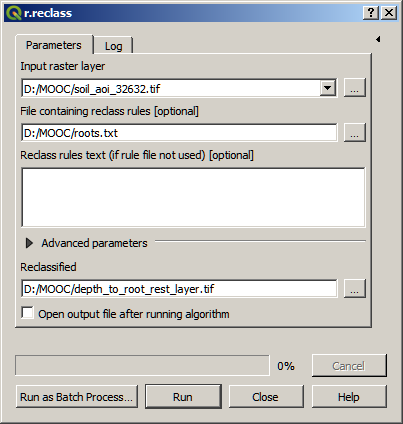 r.reclass
Parameters
Log
Input raster layer
D:/MOOC/soil_aoi_32632.tif
...
File containing reclass rules [optional]
D:/MOOC/roots.txt
...
Reclass rules text (if rule file not used) [optional]
Advanced parameters
Reclassified
D:/MOOC/depth_to_root_rest_layer.tif
...
Open output file after running algorithm
0%
Cancel
Run as Batch Process...
Run
Close
Help